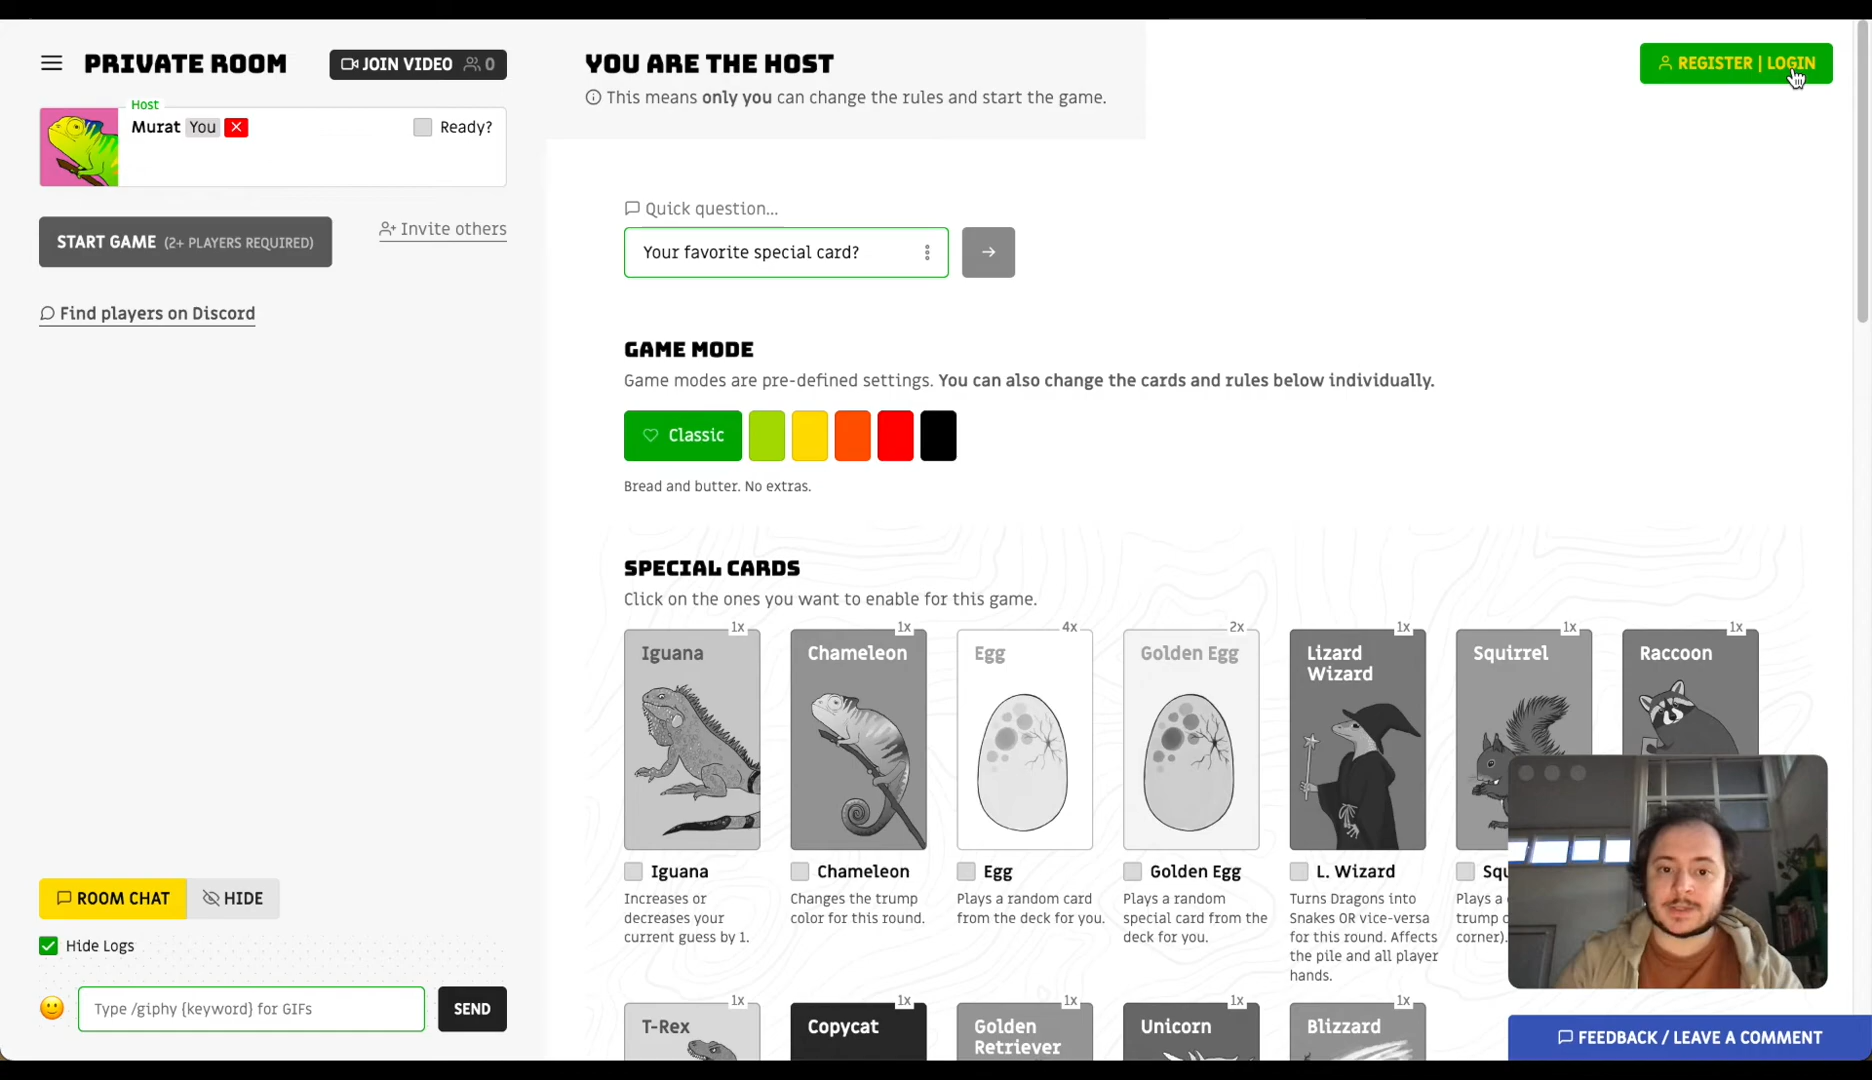 PRIVATE ROOM
JOIN VIDEO 0
Host
Murat You
Ready?
START GAME (2+ PLAYERS REQUIRED)
Invite others
Find players on Discord
ROOM CHAT
HIDE
Hide Logs
Type /giphy {keyword} for GIFs
SEND
YOU ARE THE HOST
This means only you can change the rules and start the game.
REGISTER | LOGIN
Quick question...
Your favorite special card?
GAME MODE
Game modes are pre-defined settings. You can also change the cards and rules below individually.
Classic
Bread and butter. No extras.
SPECIAL CARDS
Click on the ones you want to enable for this game.
1x
Iguana
Iguana
Increases or
decreases your
current guess by 1.
1x
Chameleon
Chameleon
Changes the trump
color for this round.
4x
Egg
Egg
Plays a random card
from the deck for you.
2x
Golden Egg
Golden Egg
Plays a random
special card from the
deck for you.
1x
Lizard
Wizard
L. Wizard
Turns Dragons into
Snakes OR vice-versa
for this round. Affects
the pile and all player
hands.
1x
Squirrel
Squ
Plays a
trump c
corner).
1x
Raccoon
1x
T-Rex
1x
Copycat
1x
Golden
Retriever
1x
Unicorn
1x
Blizzard
FEEDBACK / LEAVE A COMMENT